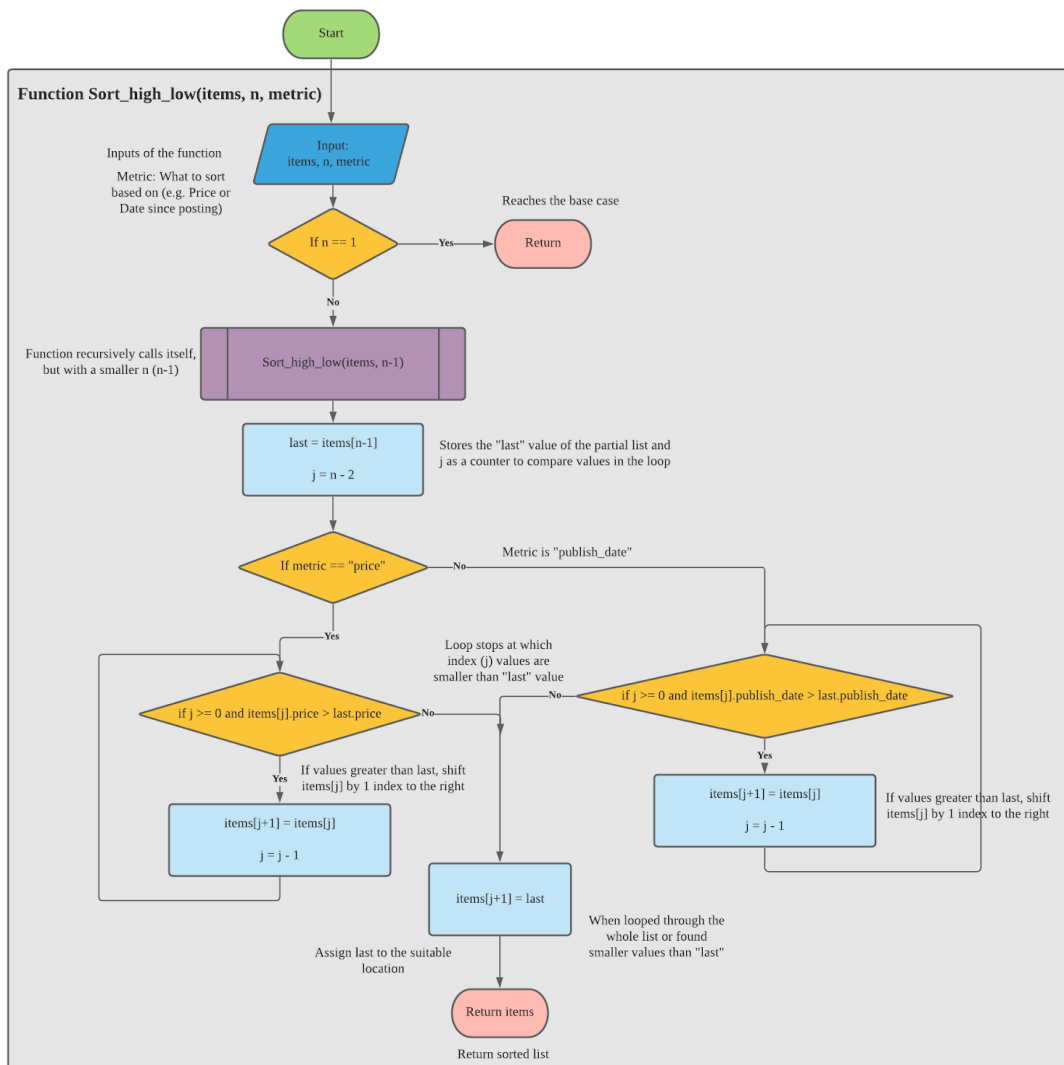 Start
Function Sort_high_low(items, n, metric)
Input:
items, n, metric
Inputs of the function
Metric: What to sort
based on (e.g. Price or
Date since posting)
Reaches the base case
If n == 1
Yes
Return
No
Function recursively calls itself,
but with a smaller n (n-1)
Sort_high_low(items, n-1)
last = items[n-1]
j = n - 2
Stores the "last" value of the partial list and
j as a counter to compare values in the loop
If metric == "price"
No
Metric is "publish_date"
Yes
Loop stops at which
index (j) values are
smaller than "last" value
if j >= 0 and items[j].price > last.price
No
No
if j >= 0 and items[j].publish_date > last.publish_date
Yes
If values greater than last, shift
items[j] by 1 index to the right
items[j+1] = items[j]
j = j - 1
Yes
items[j+1] = items[j]
j = j - 1
If values greater than last, shift
items[j] by 1 index to the right
items[j+1] = last
When looped through the
whole list or found
smaller values than "last"
Assign last to the suitable
location
Return items
Return sorted list